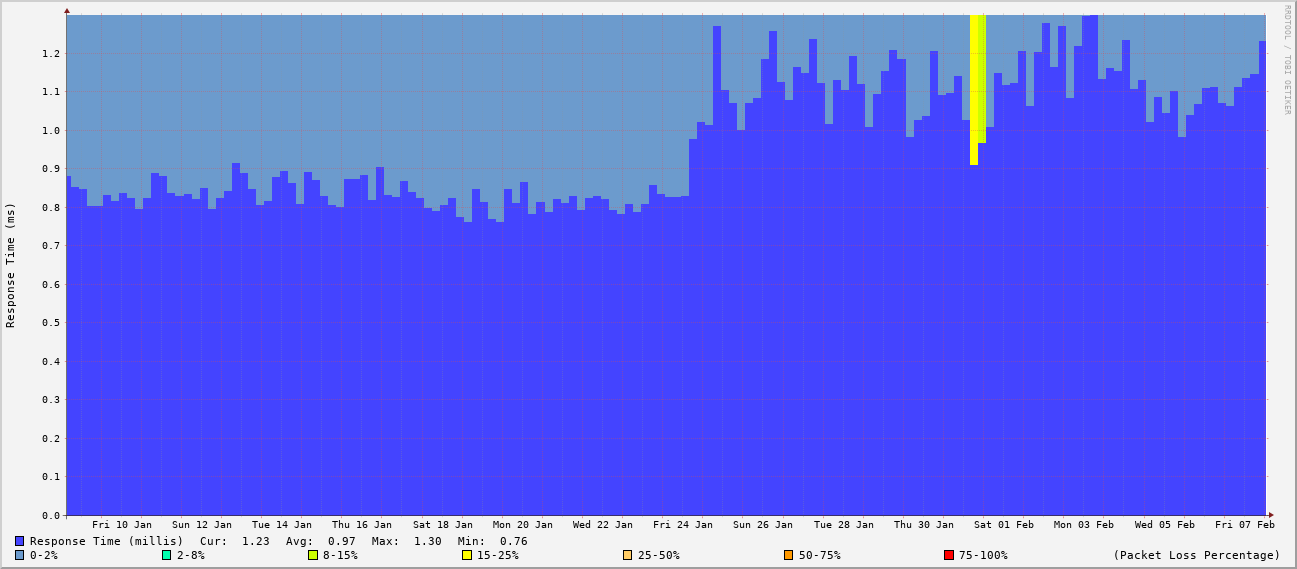 RRDTOOL / TOBI OETIKER
Response Time (ms)
1.2
1.1
1.0
0.9
0.8
0.7
0.6
0.5
0.4
0.3
0.2
0.1
0.0
Fri 10 Jan Sun 12 Jan Tue 14 Jan Thu 16 Jan Sat 18 Jan Mon 20 Jan Wed 22 Jan Fri 24 Jan Sun 26 Jan Tue 28 Jan Thu 30 Jan Sat 01 Feb Mon 03 Feb Wed 05 Feb Fri 07 Feb
Response Time (millis) Cur: 1.23 Avg: 0.97 Max: 1.30 Min: 0.76
0-2% 2-8% 8-15% 15-25% 25-50% 50-75% 75-100% (Packet Loss Percentage)